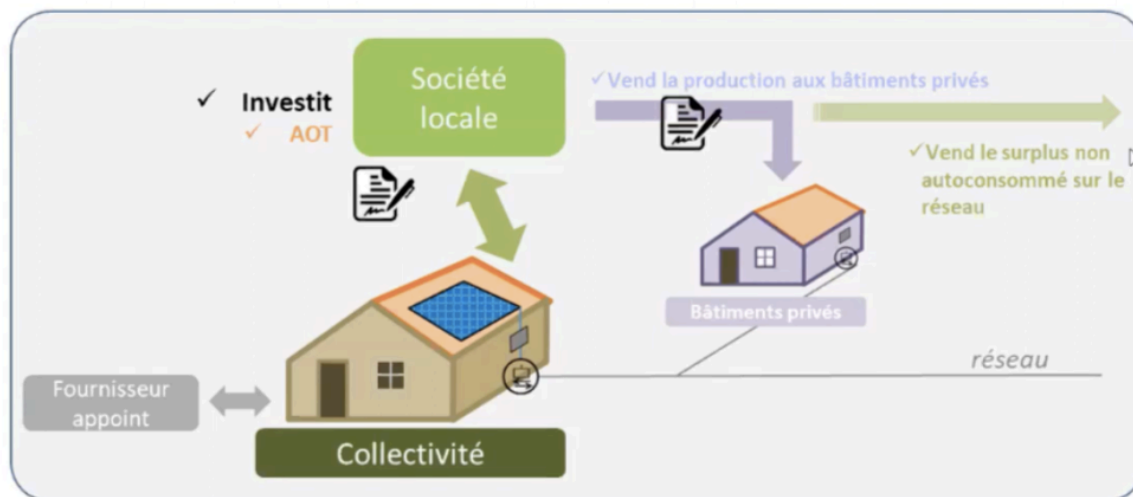 Société
locale
✓ Investit
✓ AOT
✓Vend la production aux bâtiments privés
✓Vend le surplus non
autoconsommé sur le
réseau
Bâtiments privés
réseau
Fournisseur
appoint
Collectivité